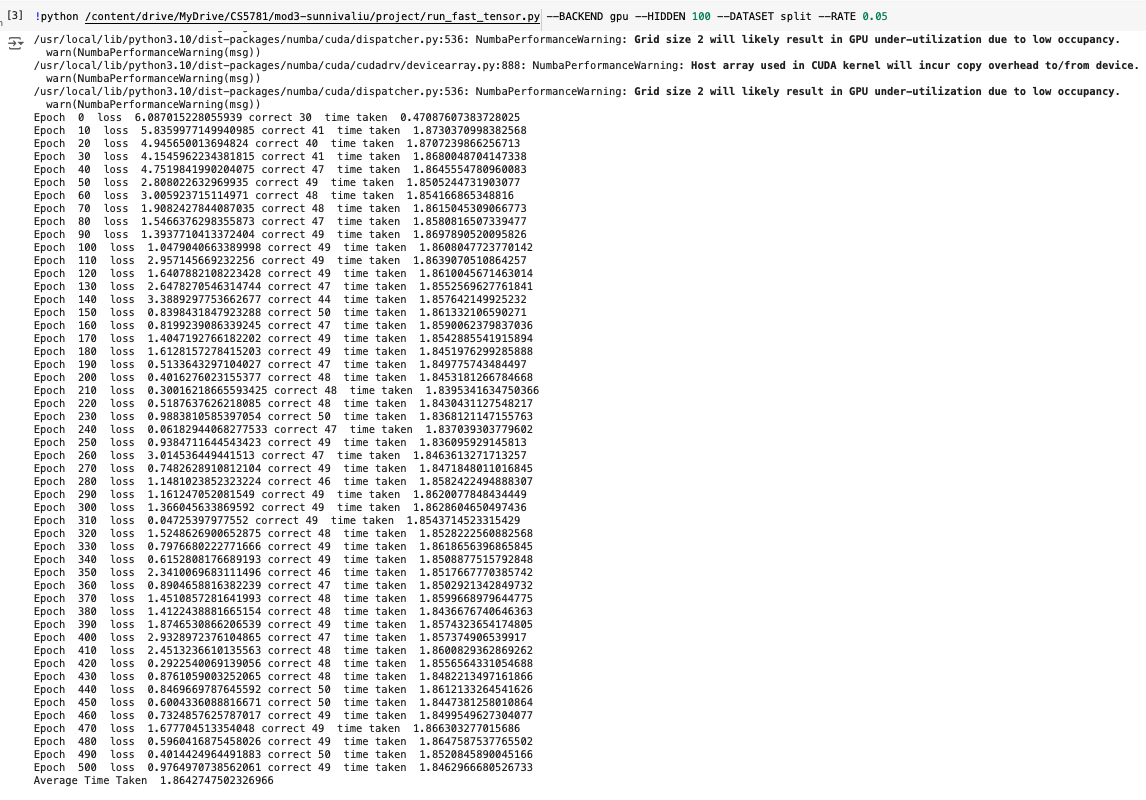 [3] !python /content/drive/MyDrive/CS5781/mod3-sunnivaliu/project/run_fast_tensor.py --BACKEND gpu --HIDDEN 100 --DATASET split --RATE 0.05
/usr/local/lib/python3.10/dist-packages/numba/cuda/dispatcher.py:536: NumbaPerformanceWarning: Grid size 2 will likely result in GPU under-utilization due to low occupancy.
warn(NumbaPerformanceWarning(msg))
/usr/local/lib/python3.10/dist-packages/numba/cuda/cudadrv/devicearray.py:888: NumbaPerformanceWarning: Host array used in CUDA kernel will incur copy overhead to/from device.
warn(NumbaPerformanceWarning(msg))
/usr/local/lib/python3.10/dist-packages/numba/cuda/dispatcher.py:536: NumbaPerformanceWarning: Grid size 2 will likely result in GPU under-utilization due to low occupancy.
warn(NumbaPerformanceWarning(msg))
Epoch 0 loss 6.087015228055939 correct 30 time taken 0.47087607383728025
Epoch 10 loss 5.8359977149940985 correct 41 time taken 1.8730370998382568
Epoch 20 loss 4.945650013694824 correct 40 time taken 1.8707239866256713
Epoch 30 loss 4.1545962234381815 correct 41 time taken 1.8680048704147338
Epoch 40 loss 4.7519841990204075 correct 47 time taken 1.8645554780960083
Epoch 50 loss 2.808022632969935 correct 49 time taken 1.8505244731903077
Epoch 60 loss 3.005923715114971 correct 48 time taken 1.854166865348816
Epoch 70 loss 1.9082427844087035 correct 48 time taken 1.8615045309066773
Epoch 80 loss 1.5466376298355873 correct 47 time taken 1.8580816507339477
Epoch 90 loss 1.3937710413372404 correct 49 time taken 1.8697890520095826
Epoch 100 loss 1.0479040663389998 correct 49 time taken 1.8608047723770142
Epoch 110 loss 2.957145669232256 correct 49 time taken 1.8639070510864257
Epoch 120 loss 1.6407882108223428 correct 49 time taken 1.8610045671463014
Epoch 130 loss 2.6478270546314744 correct 47 time taken 1.8552569627761841
Epoch 140 loss 3.3889297753662677 correct 44 time taken 1.857642149925232
Epoch 150 loss 0.8398431847923288 correct 50 time taken 1.861332106590271
Epoch 160 loss 0.8199239086339245 correct 47 time taken 1.8590062379837036
Epoch 170 loss 1.4047192766182202 correct 49 time taken 1.8542885541915894
Epoch 180 loss 1.6128157278415203 correct 49 time taken 1.8451976299285888
Epoch 190 loss 0.5133643297104027 correct 47 time taken 1.849775743484497
Epoch 200 loss 0.4016276023155377 correct 48 time taken 1.8453181266784668
Epoch 210 loss 0.30016218665593425 correct 48 time taken 1.8395341634750366
Epoch 220 loss 0.5187637626218085 correct 48 time taken 1.8430431127548217
Epoch 230 loss 0.9883810585397054 correct 50 time taken 1.8368121147155763
Epoch 240 loss 0.06182944068277533 correct 47 time taken 1.837039303779602
Epoch 250 loss 0.9384711644543423 correct 49 time taken 1.836095929145813
Epoch 260 loss 3.014536449441513 correct 47 time taken 1.8463613271713257
Epoch 270 loss 0.7482628910812104 correct 49 time taken 1.8471848011016845
Epoch 280 loss 1.1481023852323224 correct 46 time taken 1.8582422494888307
Epoch 290 loss 1.161247052081549 correct 49 time taken 1.8620077848434449
Epoch 300 loss 1.366045633869592 correct 49 time taken 1.8628604650497436
Epoch 310 loss 0.04725397977552 correct 49 time taken 1.8543714523315429
Epoch 320 loss 1.5248626900652875 correct 48 time taken 1.8528222560882568
Epoch 330 loss 0.7976680222771666 correct 49 time taken 1.8618656396865845
Epoch 340 loss 0.6152808176689193 correct 49 time taken 1.8508877515792848
Epoch 350 loss 2.3410069683111496 correct 46 time taken 1.8517667770385742
Epoch 360 loss 0.8904658816382239 correct 47 time taken 1.8502921342849732
Epoch 370 loss 1.4510857281641993 correct 48 time taken 1.8599668979644775
Epoch 380 loss 1.4122438881665154 correct 48 time taken 1.8436676740646363
Epoch 390 loss 1.8746530866206539 correct 49 time taken 1.8574323654174805
Epoch 400 loss 2.9328972376104865 correct 47 time taken 1.857374906539917
Epoch 410 loss 2.4513236610135563 correct 48 time taken 1.8600829362869262
Epoch 420 loss 0.2922540069139056 correct 48 time taken 1.8556564331054688
Epoch 430 loss 0.8761059003252065 correct 48 time taken 1.8482213497161866
Epoch 440 loss 0.8469669787645592 correct 50 time taken 1.8612133264541626
Epoch 450 loss 0.6004336088816671 correct 50 time taken 1.8447381258010864
Epoch 460 loss 0.7324857625787017 correct 49 time taken 1.8499549627304077
Epoch 470 loss 1.677704513354048 correct 49 time taken 1.866303277015686
Epoch 480 loss 0.5960416875458026 correct 49 time taken 1.8647587537765502
Epoch 490 loss 0.4014424964491883 correct 50 time taken 1.8520845890045166
Epoch 500 loss 0.9764970738562061 correct 49 time taken 1.8462966680526733
Average Time Taken 1.8642747502326966